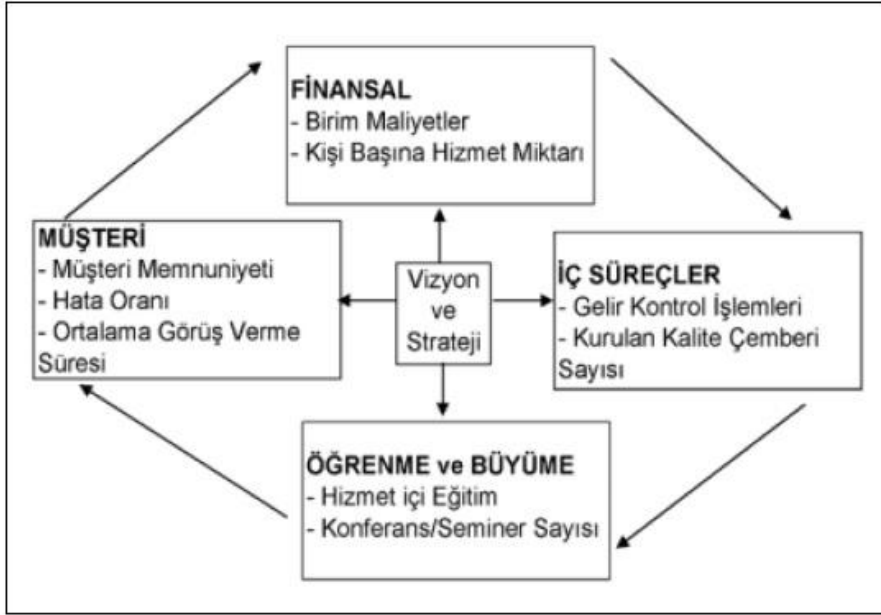 FİNANSAL
- Birim Maliyetler
- Kişi Başına Hizmet Miktarı
MÜŞTERİ
- Müşteri Memnuniyeti
- Hata Oranı
- Ortalama Görüş Verme
Süresi
Vizyon
ve
Strateji
İÇ SÜREÇLER
- Gelir Kontrol İşlemleri
- Kurulan Kalite Çemberi
Sayısı
ÖĞRENME ve BÜYÜME
- Hizmet içi Eğitim
- Konferans/Seminer Sayısı